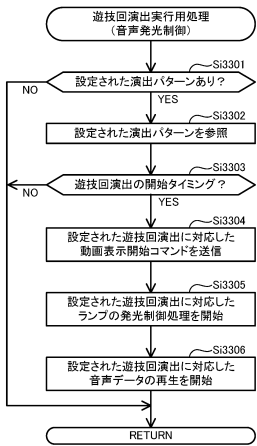 遊技回演出実行用処理
(音声発光制御)
Si3301
設定された演出パターンあり?
NO
YES
Si3302
設定された演出パターンを参照
Si3303
遊技回演出の開始タイミング?
NO
YES
Si3304
設定された遊技回演出に対応した
動画表示開始コマンドを送信
Si3305
設定された遊技回演出に対応した
ランプの発光制御処理を開始
Si3306
設定された遊技回演出に対応した
音声データの再生を開始
RETURN